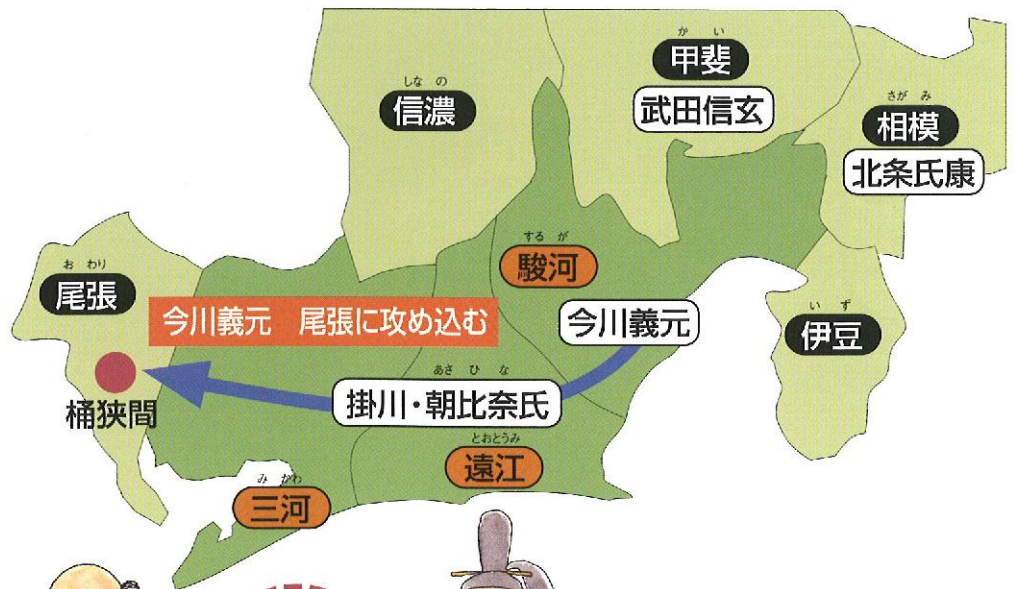 かい
甲斐
武田信玄
しなの
信濃
さがみ
相模
北条氏康
するが
駿河
おわり
尾張
今川義元 尾張に攻め込む
今川義元
いず
伊豆
桶狭間
あさひな
掛川・朝比奈氏
とおとうみ
遠江
みかわ
三河